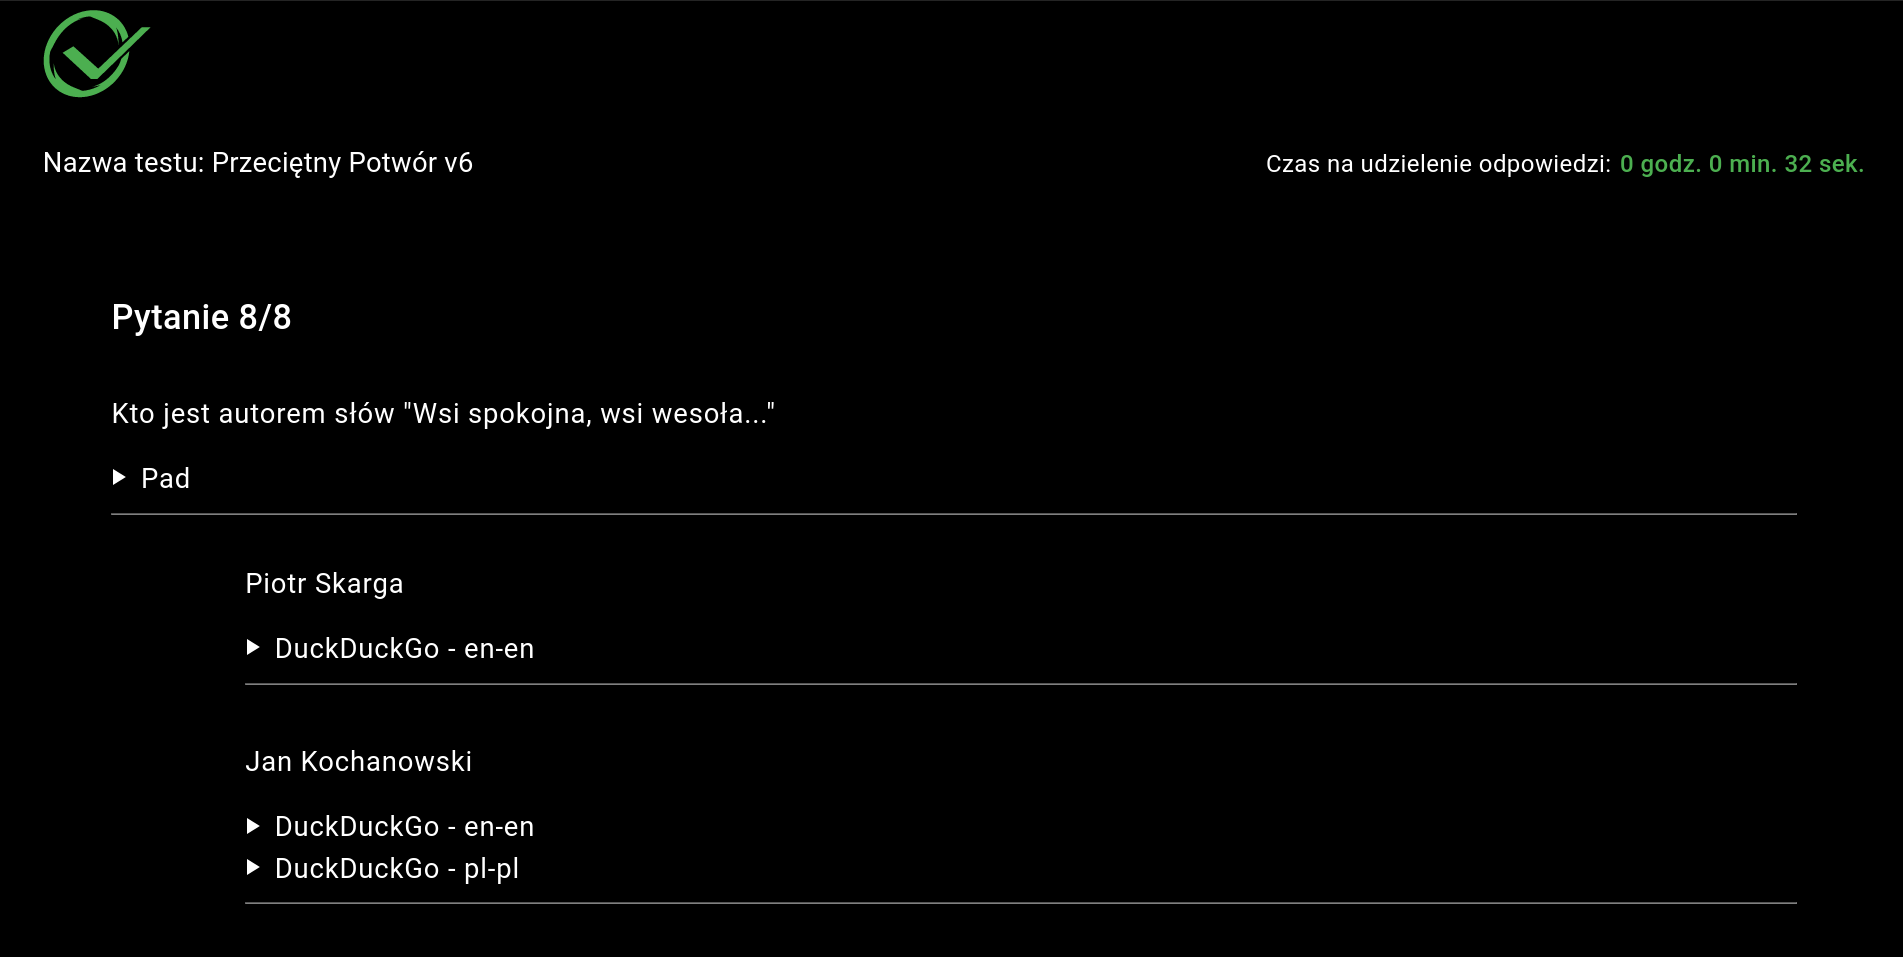 Nazwa testu: Przeciętny Potwór v6
Czas na udzielenie odpowiedzi: 0 godz. 0 min. 32 sek.
Pytanie 8/8
Kto jest autorem słów "Wsi spokojna, wsi wesoła..."
Pad
Piotr Skarga
DuckDuckGo - en-en
Jan Kochanowski
DuckDuckGo - en-en
DuckDuckGo - pl-pl